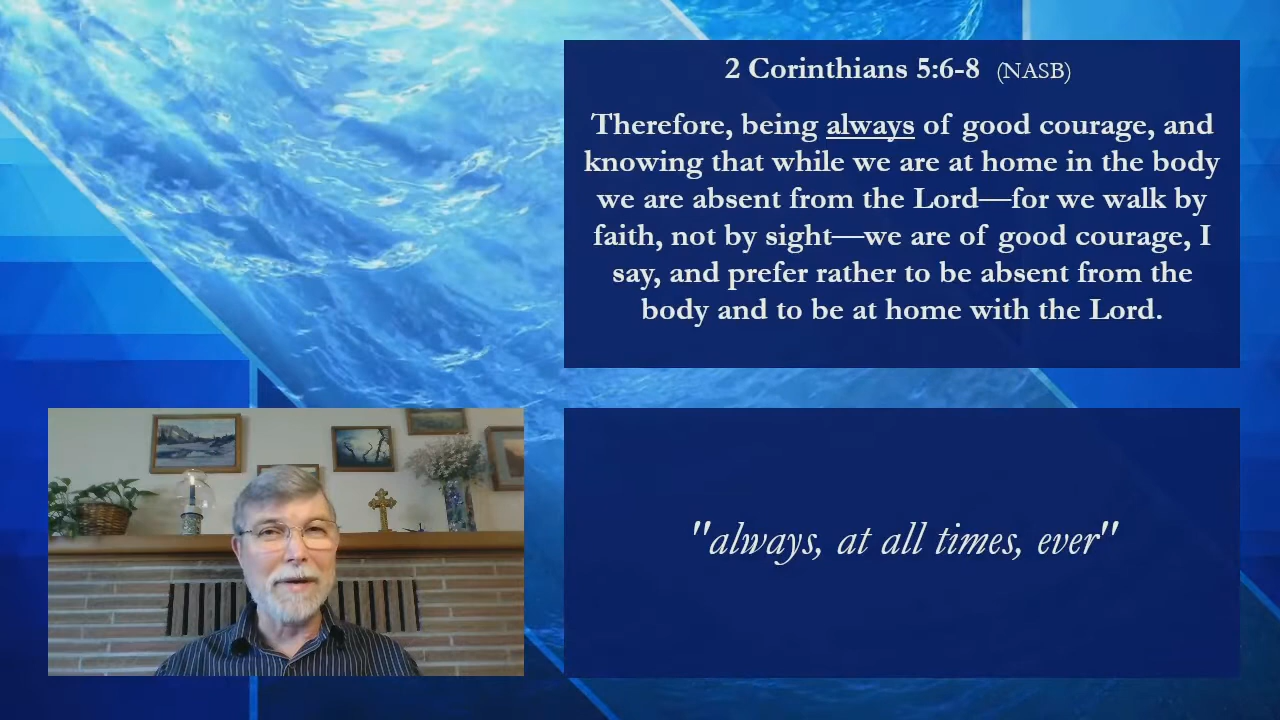 2 Corinthians 5:6-8 (NASB)
Therefore, being always of good courage, and
knowing that while we are at home in the body
we are absent from the Lord—for we walk by
faith, not by sight—we are of good courage, I
say, and prefer rather to be absent from the
body and to be at home with the Lord.
"always, at all times, ever"